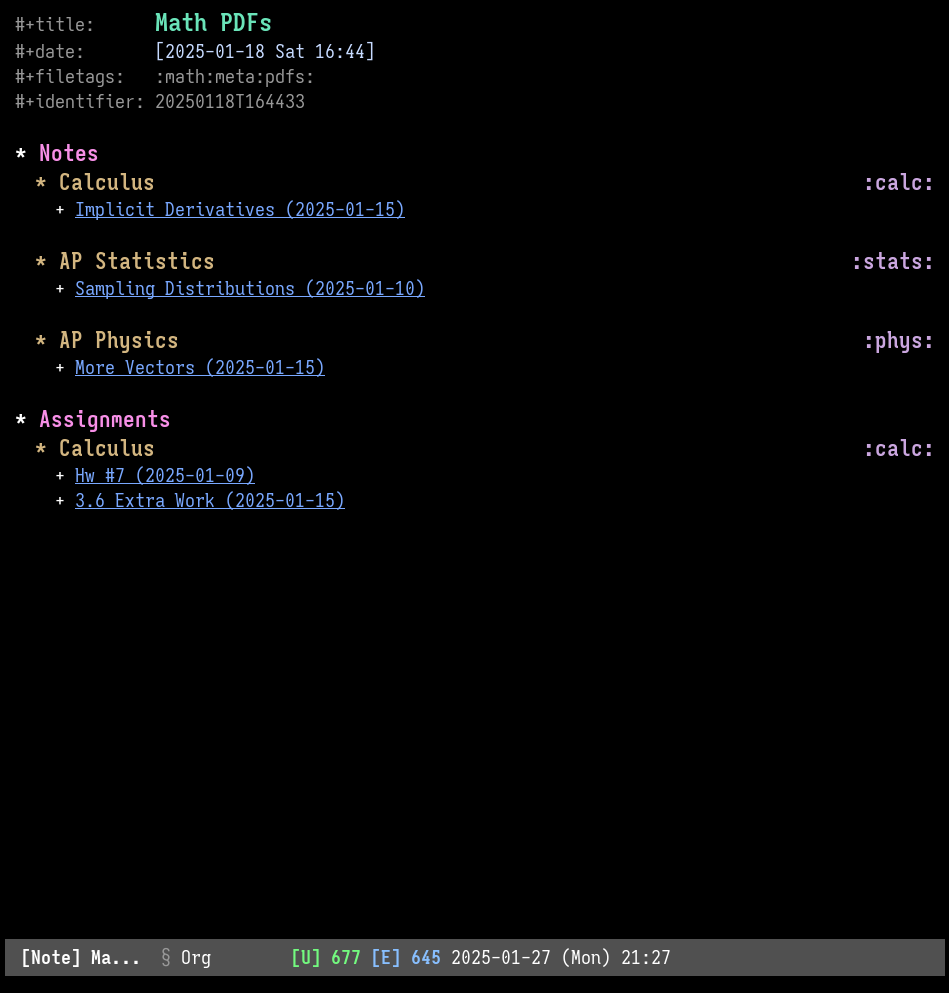 #+title:      Math PDFs
#+date:       [2025-01-18 Sat 16:44]
#+filetags:   :math:meta:pdfs:
#+identifier: 20250118T164433
* Notes
* Calculus :calc:
+ Implicit Derivatives (2025-01-15)
* AP Statistics :stats:
+ Sampling Distributions (2025-01-10)
* AP Physics :phys:
+ More Vectors (2025-01-15)
* Assignments
* Calculus :calc:
+ Hw #7 (2025-01-09)
+ 3.6 Extra Work (2025-01-15)
[Note] Ma... § Org [U] 677 [E] 645 2025-01-27 (Mon) 21:27